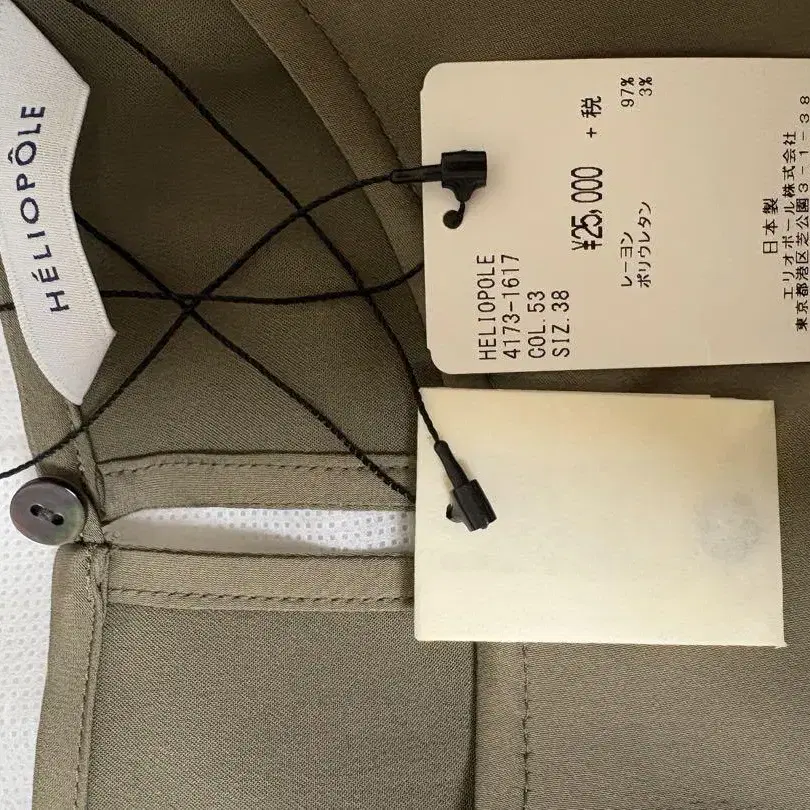 HÉLIOPÔLE
HELIOPOLE
4173-1617
COL.53
SIZ.38
¥25,000 + 税
レーヨン 97%
ポリウレタン 3%
日本製
エリオポール株式会社
東京都港区芝公園3-1-38